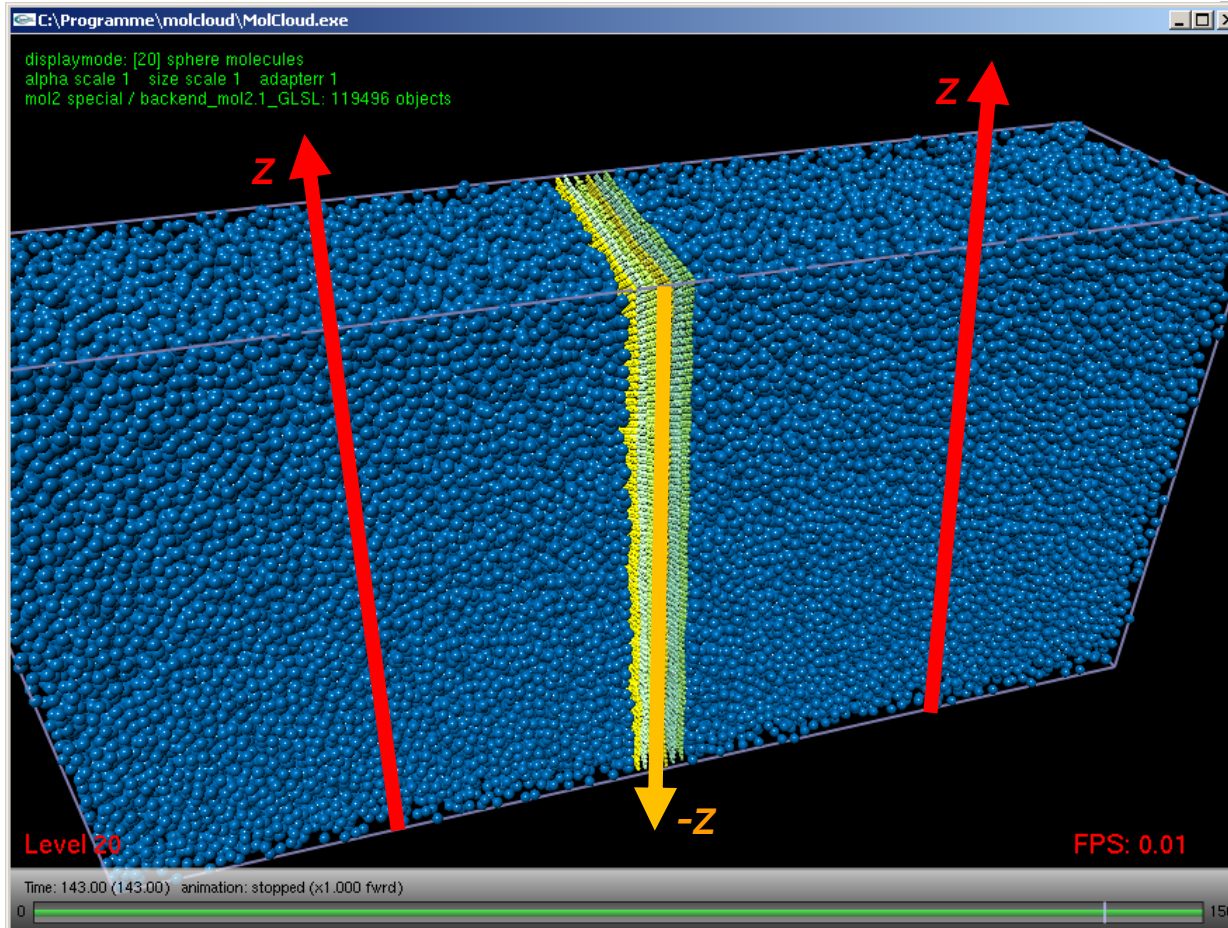 C:\Programme\molcloud\MolCloud.exe
displaymode: [20] sphere molecules
alpha scale 1 size scale 1 adapterr 1
mol2 special / backend_mol2.1_GLSL: 119496 objects
z
z
-z
Level 20
FPS: 0.01
Time: 143.00 (143.00) animation: stopped (x1.000 fwrd)
0